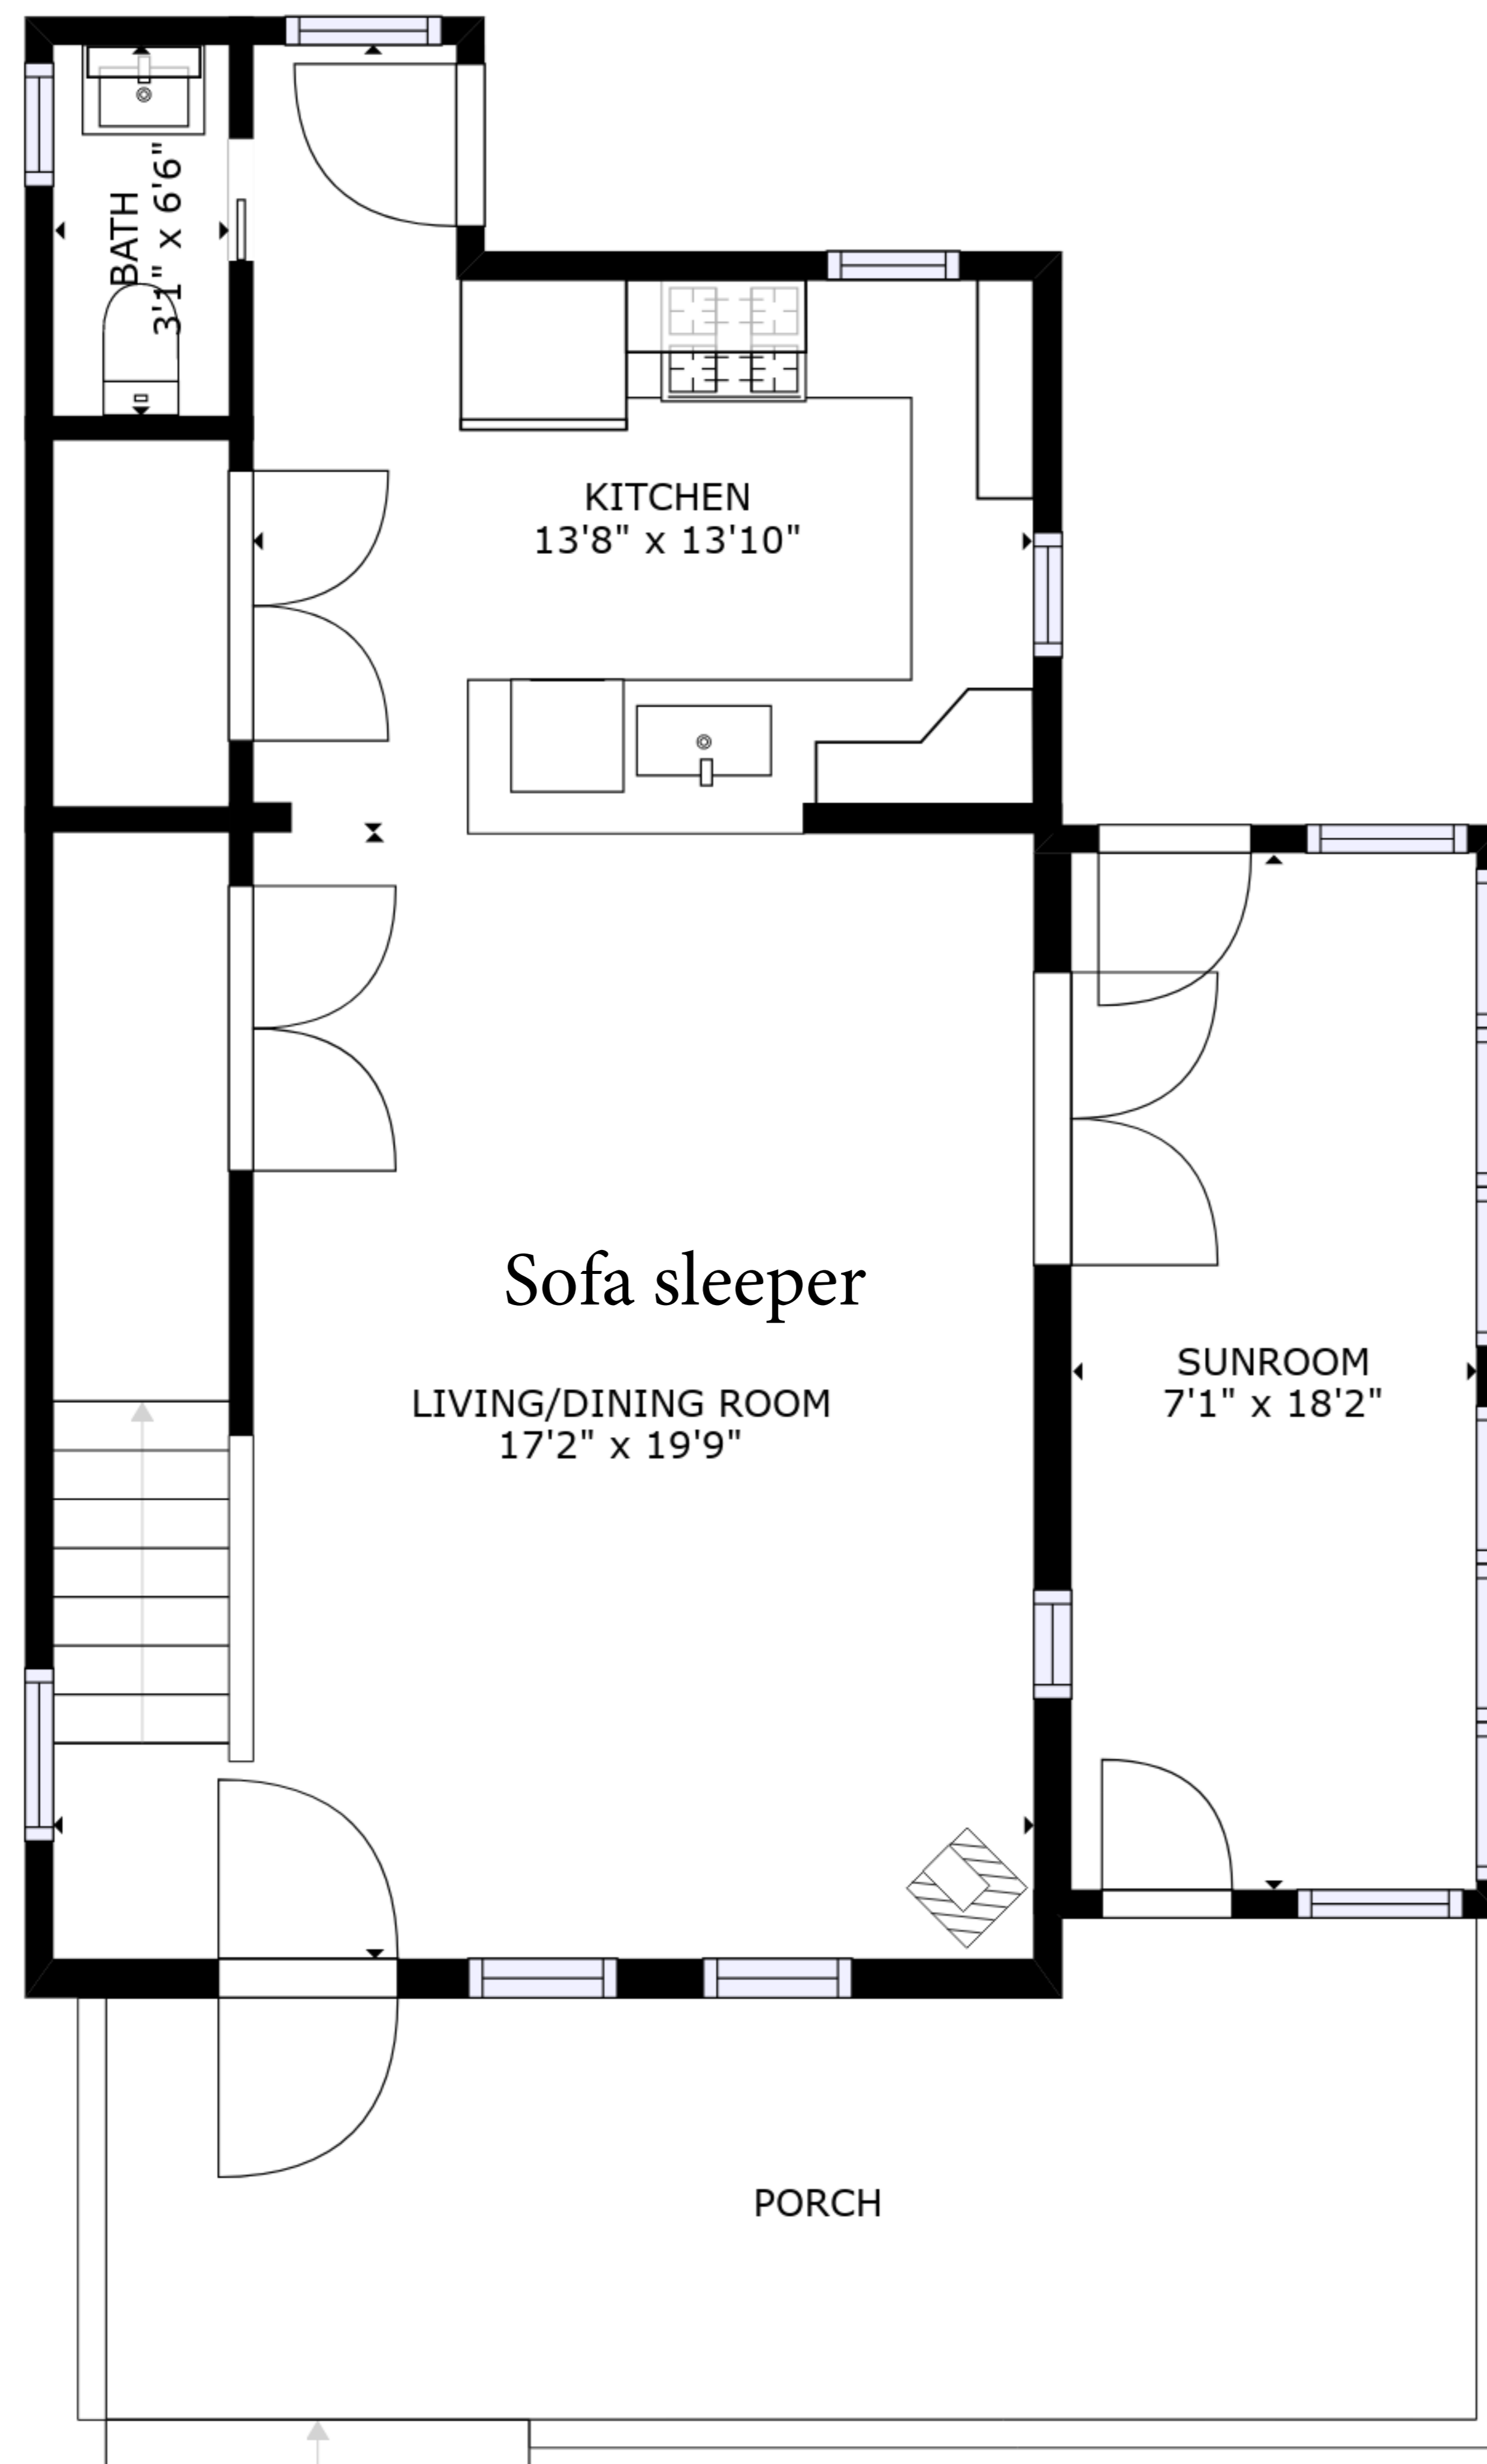 BATH
3'1" x 6'6"
KITCHEN
13'8" x 13'10"
Sofa sleeper
LIVING/DINING ROOM
17'2" x 19'9"
SUNROOM
7'1" x 18'2"
PORCH